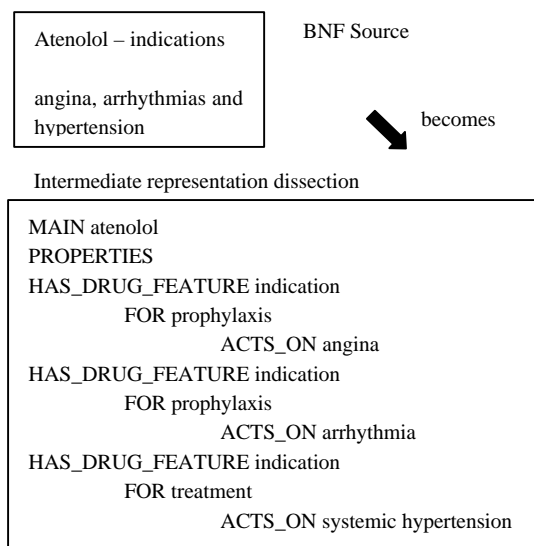 Atenolol – indications
BNF Source
angina, arrhythmias and
hypertension
becomes
Intermediate representation dissection
MAIN atenolol
PROPERTIES
HAS_DRUG_FEATURE indication
FOR prophylaxis
ACTS_ON angina
HAS_DRUG_FEATURE indication
FOR prophylaxis
ACTS_ON arrhythmia
HAS_DRUG_FEATURE indication
FOR treatment
ACTS_ON systemic hypertension